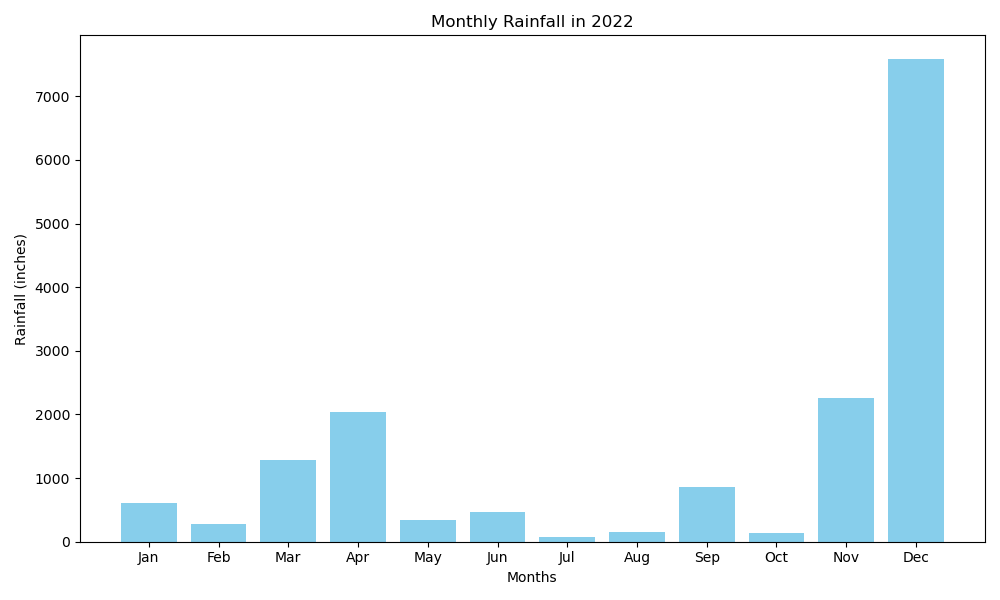 Monthly Rainfall in 2022
Rainfall (inches)
7000
6000
5000
4000
3000
2000
1000
0
Jan Feb Mar Apr May Jun Jul Aug Sep Oct Nov Dec
Months